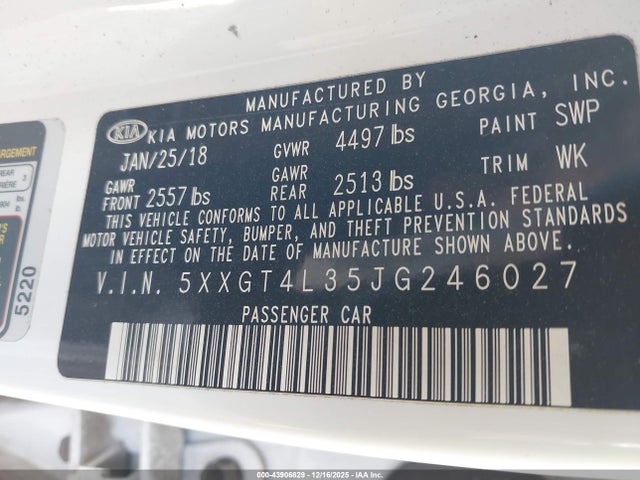 MANUFACTURED BY
KIA KIA MOTORS MANUFACTURING GEORGIA, INC.
JAN/25/18 GVWR 4497 lbs PAINT SWP
GAWR FRONT 2557 lbs GAWR REAR 2513 lbs TRIM WK
THIS VEHICLE CONFORMS TO ALL APPLICABLE U.S.A. FEDERAL
MOTOR VEHICLE SAFETY, BUMPER, AND THEFT PREVENTION STANDARDS
IN EFFECT ON THE DATE OF MANUFACTURE SHOWN ABOVE.
V.I.N. 5XXGT4L35JG246027
PASSENGER CAR
REAR 3
lbs.
5220
© 43906829 - 12/16/2025 - IAA Inc.